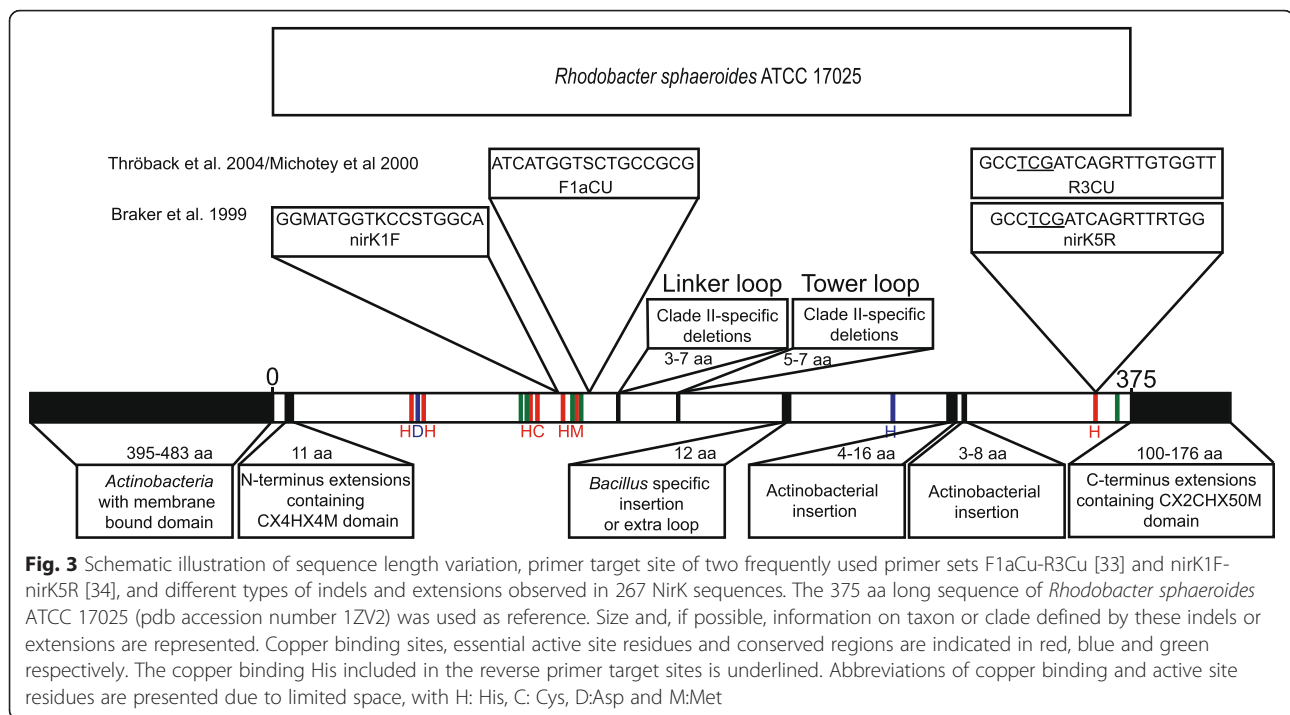 Rhodobacter sphaeroides ATCC 17025
Thröback et al. 2004/Michotey et al 2000
ATCATGGTSCTGCCGCG
F1aCU
GCCTCGATCAGRTTGTGGTT
R3CU
Braker et al. 1999
GGMATGGTKCCSTGGCA
nirK1F
GCCTCGATCAGRTTRTGG
nirK5R
Linker loop
Tower loop
Clade II-specific
deletions
Clade II-specific
deletions
3-7 aa
5-7 aa
0
375
HDH
HC
HM
H
H
395-483 aa
11 aa
12 aa
4-16 aa
3-8 aa
100-176 aa
Actinobacteria
with membrane
bound domain
N-terminus extensions
containing
CX4HX4M domain
Bacillus specific
insertion
or extra loop
Actinobacterial
insertion
Actinobacterial
insertion
C-terminus extensions
containing CX2CHX50M
domain
Fig. 3 Schematic illustration of sequence length variation, primer target site of two frequently used primer sets F1aCu-R3Cu [33] and nirK1F-
nirK5R [34], and different types of indels and extensions observed in 267 NirK sequences. The 375 aa long sequence of Rhodobacter sphaeroides
ATCC 17025 (pdb accession number 1ZV2) was used as reference. Size and, if possible, information on taxon or clade defined by these indels or
extensions are represented. Copper binding sites, essential active site residues and conserved regions are indicated in red, blue and green
respectively. The copper binding His included in the reverse primer target sites is underlined. Abbreviations of copper binding and active site
residues are presented due to limited space, with H: His, C: Cys, D:Asp and M:Met